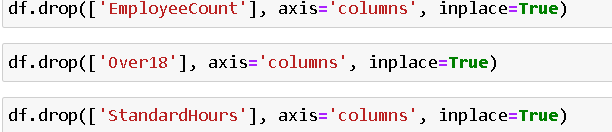 df.drop(['EmployeeCount'], axis='columns', inplace=True)
df.drop(['Over18'], axis='columns', inplace=True)
df.drop(['StandardHours'], axis='columns', inplace=True)